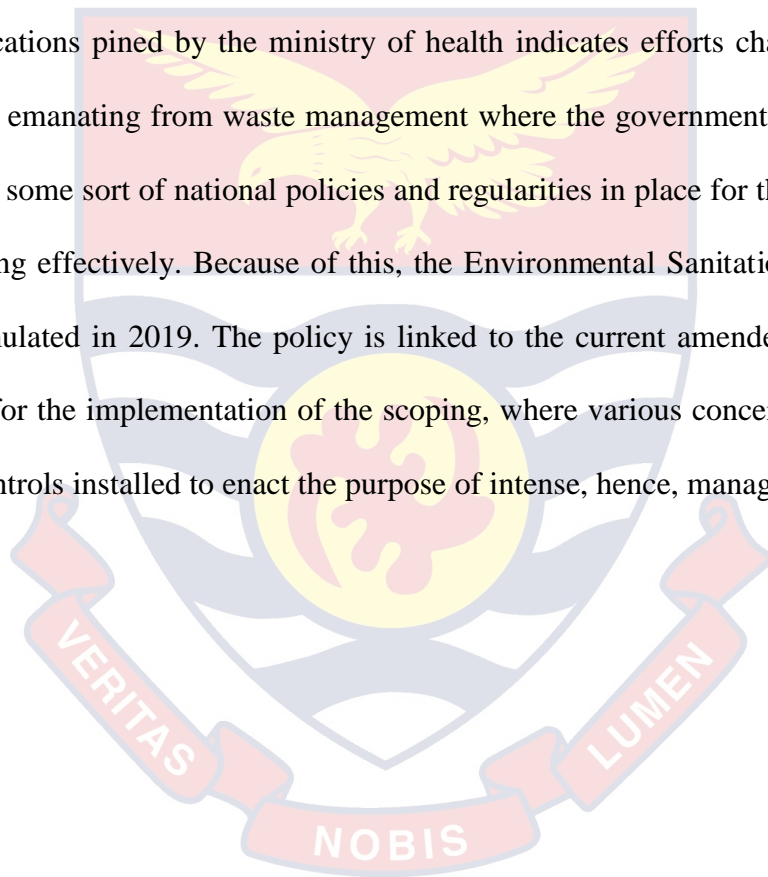 cations pined by the ministry of health indicates efforts cha
emanating from waste management where the government
some sort of national policies and regularities in place for th
ng effectively. Because of this, the Environmental Sanitatio
nulated in 2019. The policy is linked to the current amende
for the implementation of the scoping, where various concer
ntrols installed to enact the purpose of intense, hence, manag
VERITAS
NOBIS
LUMEN